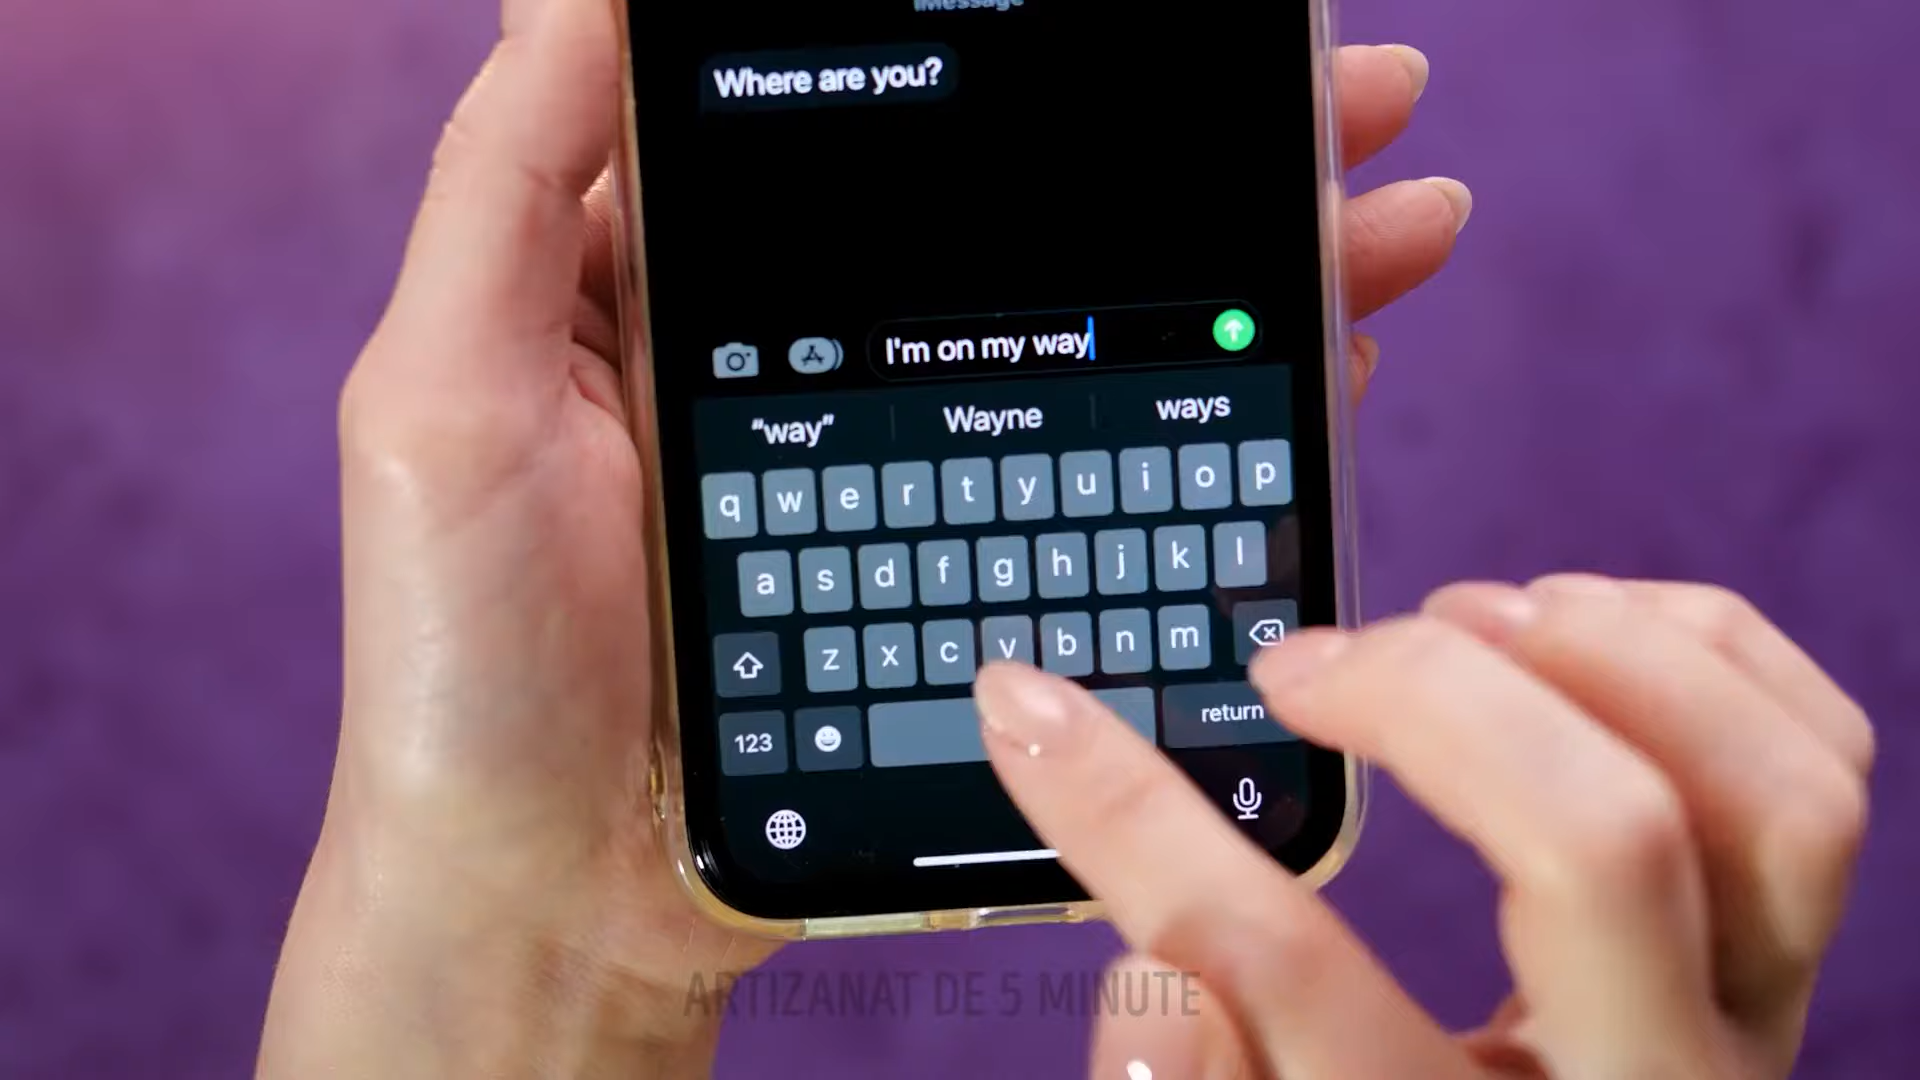 iMessage
Where are you?
I'm on my way
“way” Wayne ways
q w e r t y u i o p
a s d f g h j k l
z x c v b n m
123 return
ARTIZANAT DE 5 MINUTE